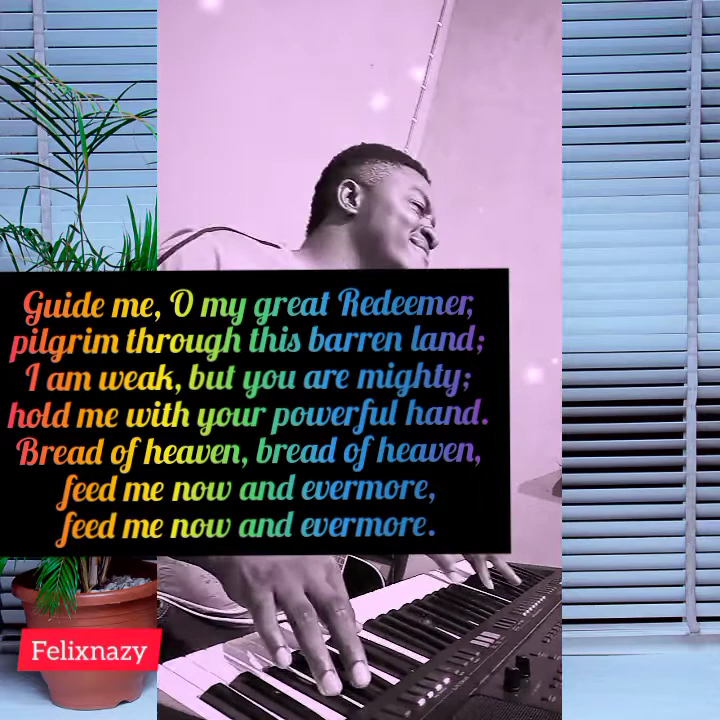 Guide me, O my great Redeemer,
pilgrim through this barren land;
I am weak, but you are mighty;
hold me with your powerful hand.
Bread of heaven, bread of heaven,
feed me now and evermore,
feed me now and evermore.
Felixnazy